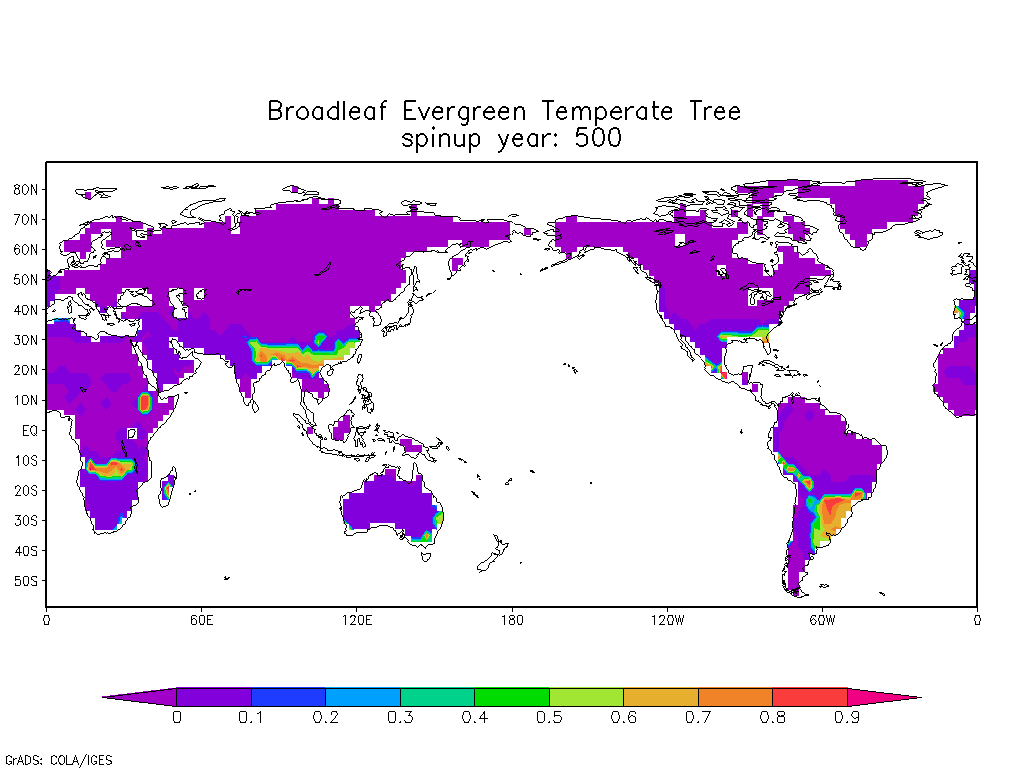 Broadleaf Evergreen Temperate Tree
spinup year: 500
80N
70N
60N
50N
40N
30N
20N
10N
EQ
10S
20S
30S
40S
50S
0 60E 120E 180 120W 60W 0
0 0.1 0.2 0.3 0.4 0.5 0.6 0.7 0.8 0.9
GrADS: COLA/IGES